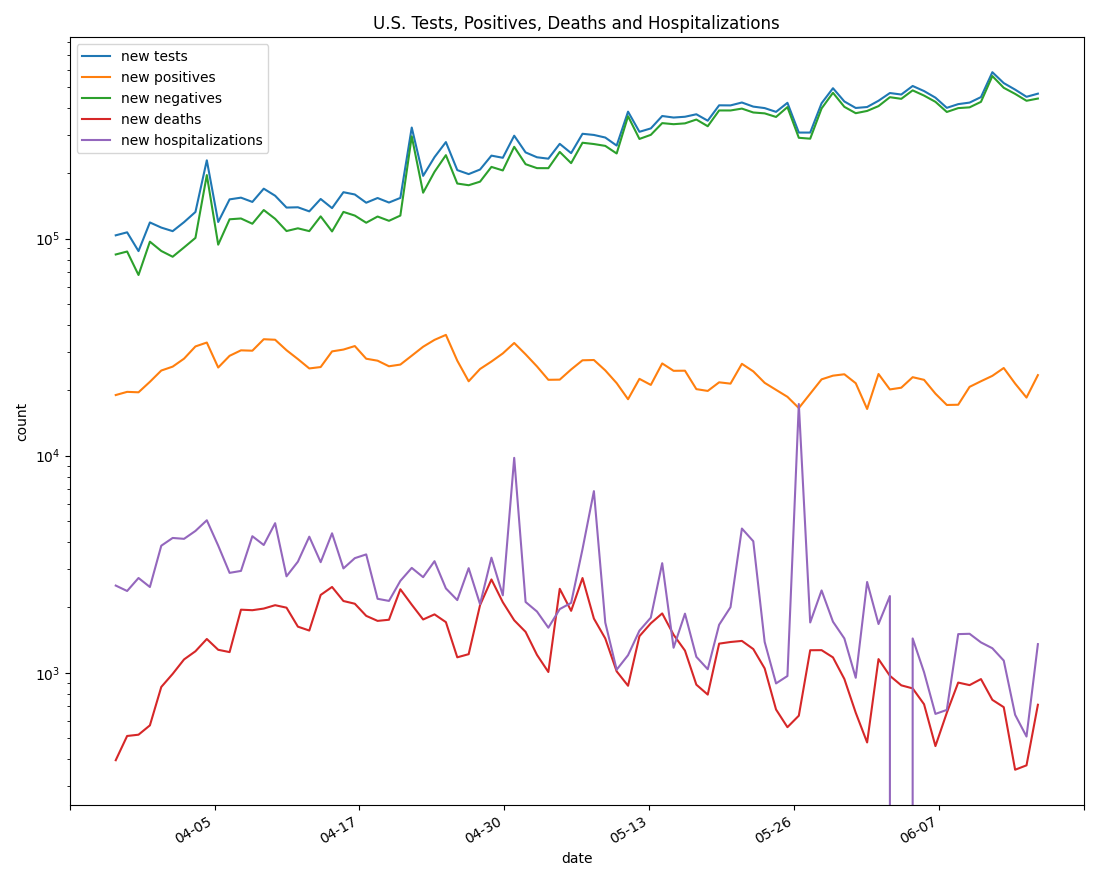 U.S. Tests, Positives, Deaths and Hospitalizations
new tests
new positives
new negatives
new deaths
new hospitalizations
10^5
10^4
10^3
count
04-05
04-17
04-30
05-13
05-26
06-07
date